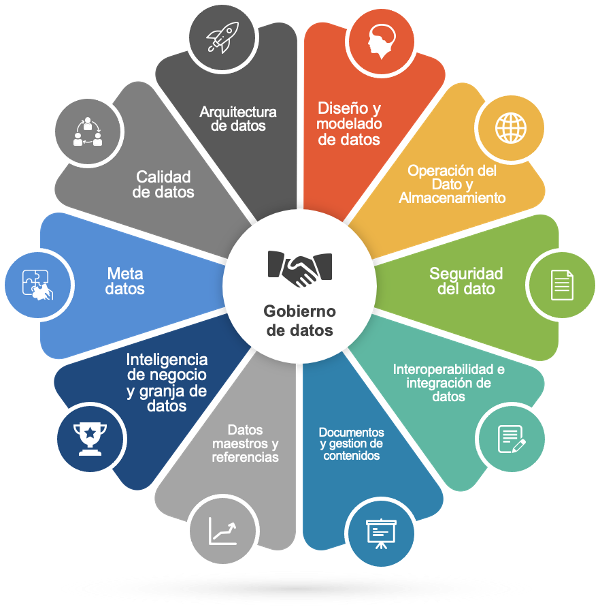 Arquitectura
de datos
Diseño y
modelado
de datos
Operación del
Dato y
Almacenamiento
Seguridad
del dato
Interoperabilidad e
integración de
datos
Documentos
y gestion de
contenidos
Datos
maestros y
referencias
Inteligencia
de negocio
y granja de
datos
Meta
datos
Calidad
de datos
Gobierno
de datos